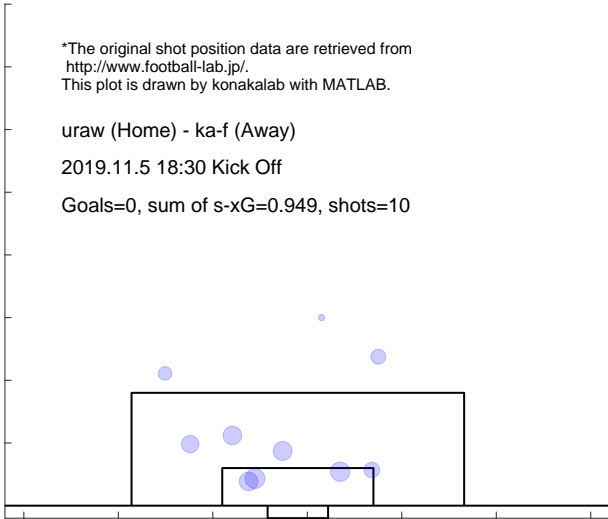 *The original shot position data are retrieved from
http://www.football-lab.jp/.
This plot is drawn by konakalab with MATLAB.
uraw (Home) - ka-f (Away)
2019.11.5 18:30 Kick Off
Goals=0, sum of s-xG=0.949, shots=10